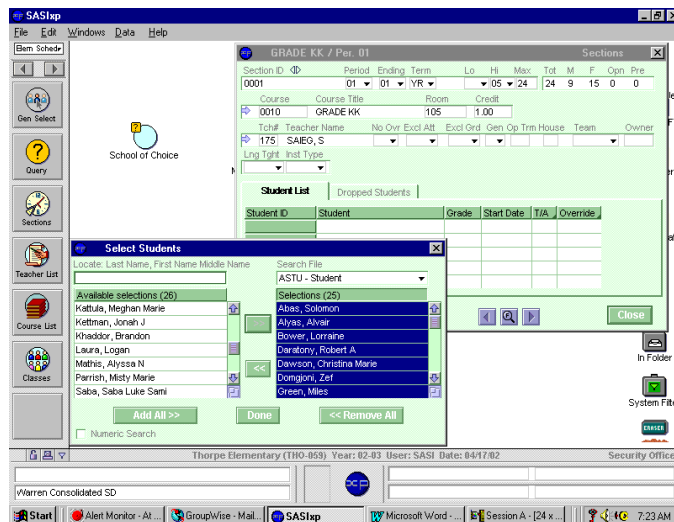 SASIxp
File Edit Windows Data Help
Elem Sched
GRADE KK / Per. 01 Sections
Section ID Period Ending Term Lo Hi Max Tot M F Opn Pre
0001 01 01 YR 05 24 24 9 15 0 0
Course Course Title Room Credit
0010 GRADE KK 105 1.00
Tch# Teacher Name No Ovr Excl Att Excl Grd Gen Op Trm House Team Owner
175 SAIEG, S
Lng Tght Inst Type
Student List Dropped Students
Student ID Student Grade Start Date T/A Override
Close
Gen Select
Query
Sections
Teacher List
Course List
Classes
School of Choice
Select Students
Locate: Last Name, First Name Middle Name Search File
ASTU - Student
Available selections (26) Selections (25)
Kattula, Meghan Marie Abas, Solomon
Kettman, Jonah J Alyas, Alvair
Khaddor, Brandon Bower, Lorraine
Laura, Logan Daratony, Robert A
Mathis, Alyssa N Dawson, Christina Marie
Parrish, Misty Marie Domgjoni, Zef
Saba, Saba Luke Sami Green, Miles
>>
<<
Add All >> Done << Remove All
Numeric Search
In Folder
System Filte
ERASER
Thorpe Elementary (THO-059) Year: 02-03 User: SASI Date: 04/17/02 Security Office
Warren Consolidated SD
xp
Start Alert Monitor - At ... GroupWise - Mail... SASIxp Microsoft Word - ... Session A - [24 x ... 7:23 AM